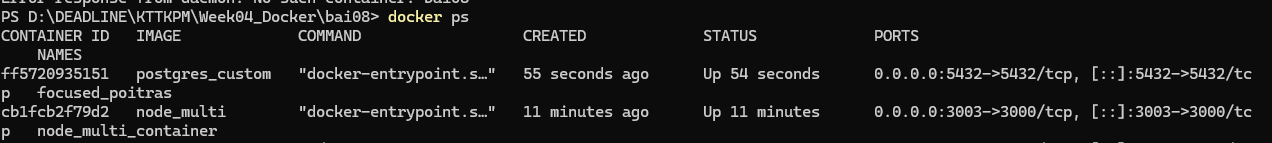 Error response from daemon: No such container: bai08
PS D:\DEADLINE\KTTKPM\Week04_Docker\bai08> docker ps
CONTAINER ID   IMAGE             COMMAND                  CREATED          STATUS          PORTS
    NAMES
ff5720935151   postgres_custom   "docker-entrypoint.s…"   55 seconds ago   Up 54 seconds   0.0.0.0:5432->5432/tcp, [::]:5432->5432/tc
p   focused_poitras
cb1fcb2f79d2   node_multi        "docker-entrypoint.s…"   11 minutes ago   Up 11 minutes   0.0.0.0:3003->3000/tcp, [::]:3003->3000/tc
p   node_multi_container